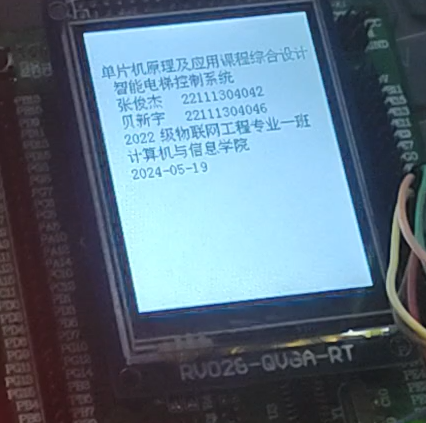 单片机原理及应用课程综合设计
智能电梯控制系统
张俊杰 22111304042
贝新宇 22111304046
2022 级物联网工程专业一班
计算机与信息学院
2024-05-19
RV026-QVGA-RT